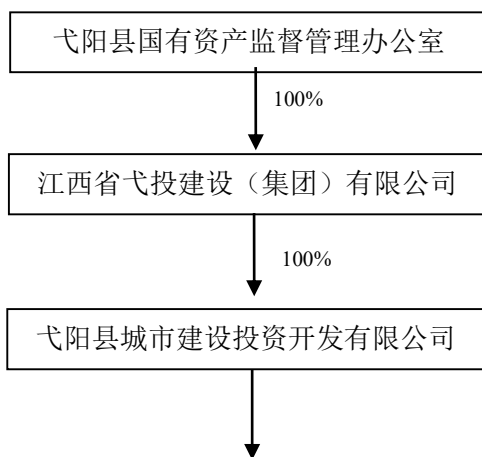 弋阳县国有资产监督管理办公室
100%
江西省弋投建设（集团）有限公司
100%
弋阳县城市建设投资开发有限公司